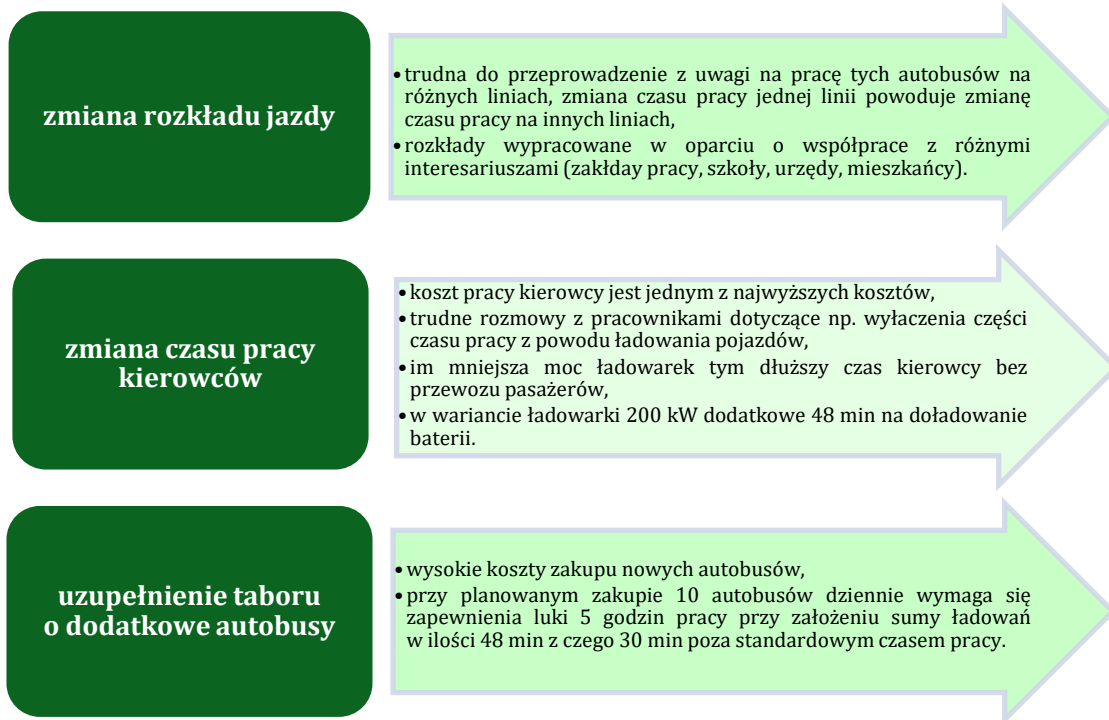 zmiana rozkładu jazdy
•trudna do przeprowadzenie z uwagi na pracę tych autobusów na
różnych liniach, zmiana czasu pracy jednej linii powoduje zmianę
czasu pracy na innych liniach,
•rozkłady wypracowane w oparciu o współprace z różnymi
interesariuszami (zakłday pracy, szkoły, urzędy, mieszkańcy).
zmiana czasu pracy
kierowców
•koszt pracy kierowcy jest jednym z najwyższych kosztów,
•trudne rozmowy z pracownikami dotyczące np. wyłaczenia części
czasu pracy z powodu ładowania pojazdów,
•im mniejsza moc ładowarek tym dłuższy czas kierowcy bez
przewozu pasażerów,
•w wariancie ładowarki 200 kW dodatkowe 48 min na doładowanie
baterii.
uzupełnienie taboru
o dodatkowe autobusy
•wysokie koszty zakupu nowych autobusów,
•przy planowanym zakupie 10 autobusów dziennie wymaga się
zapewnienia luki 5 godzin pracy przy założeniu sumy ładowań
w ilości 48 min z czego 30 min poza standardowym czasem pracy.